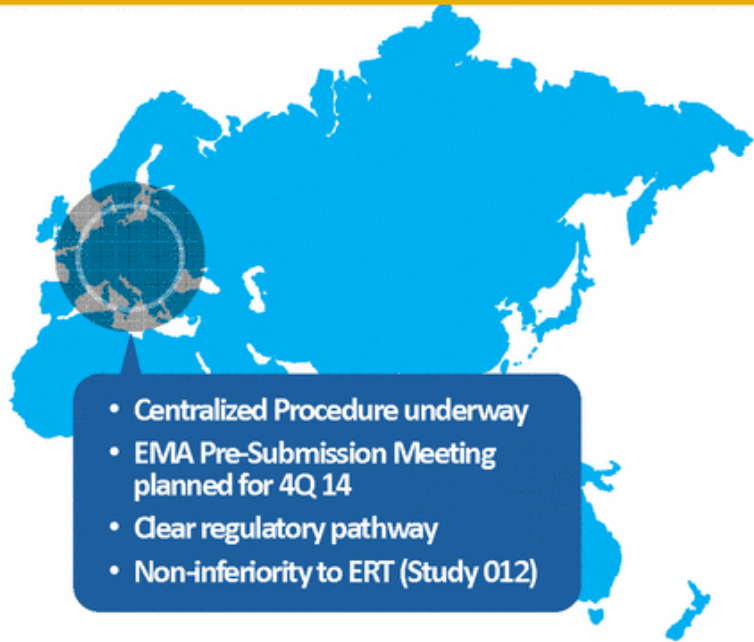 • Centralized Procedure underway
• EMA Pre-Submission Meeting
planned for 4Q 14
• Clear regulatory pathway
• Non-inferiority to ERT (Study 012)